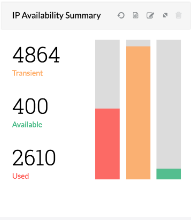 IP Availability Summary
4864
Transient
400
Available
2610
Used